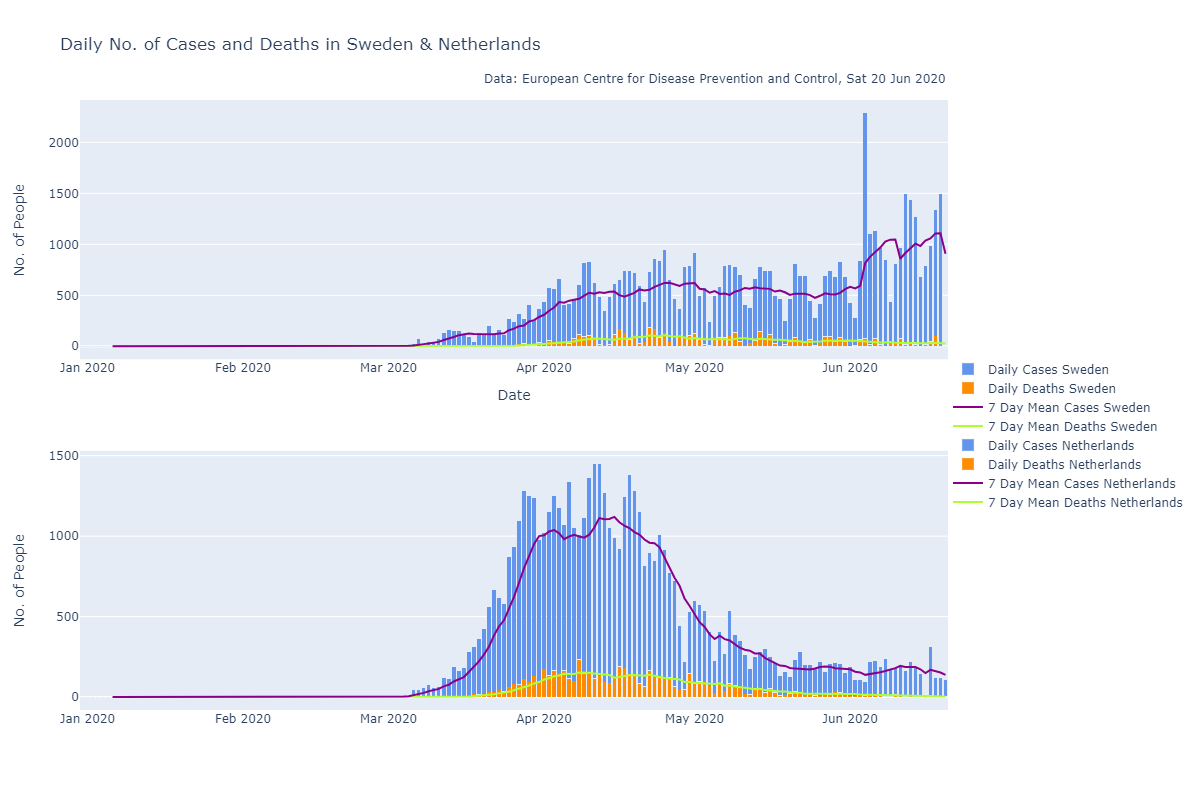 Daily No. of Cases and Deaths in Sweden & Netherlands
Data: European Centre for Disease Prevention and Control, Sat 20 Jun 2020
No. of People
2000
1500
1000
500
0
Jan 2020 Feb 2020 Mar 2020 Apr 2020 May 2020 Jun 2020
Date
Daily Cases Sweden
Daily Deaths Sweden
7 Day Mean Cases Sweden
7 Day Mean Deaths Sweden
Daily Cases Netherlands
Daily Deaths Netherlands
7 Day Mean Cases Netherlands
7 Day Mean Deaths Netherlands
No. of People
1500
1000
500
0
Jan 2020 Feb 2020 Mar 2020 Apr 2020 May 2020 Jun 2020